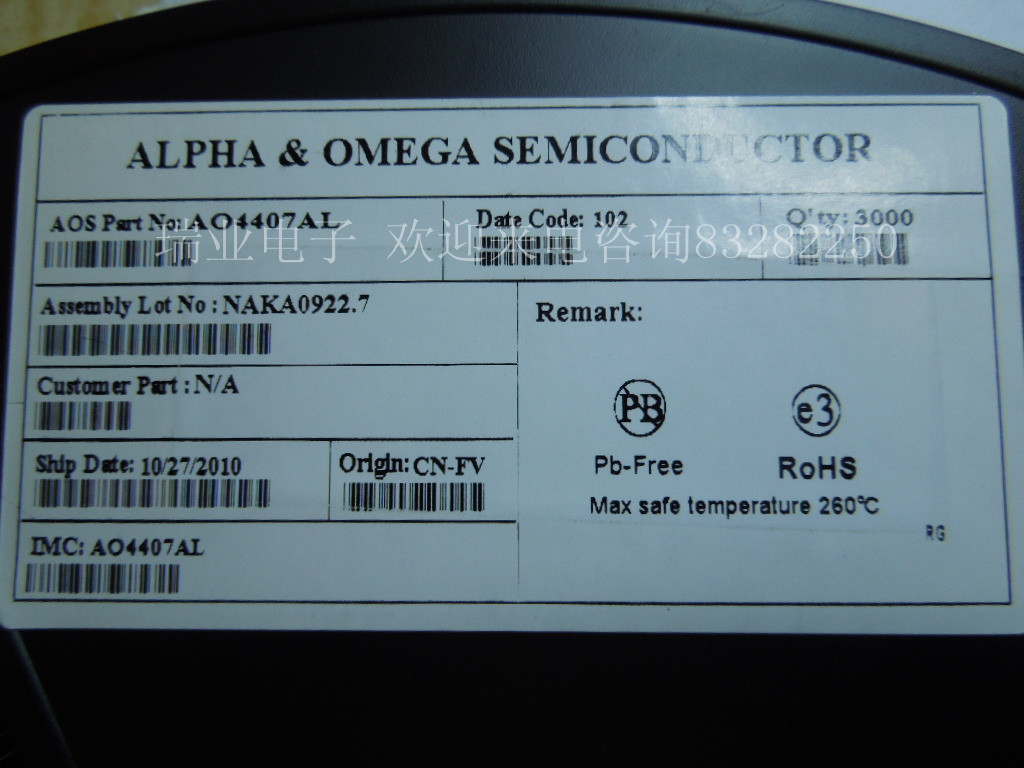 ALPHA & OMEGA SEMICONDUCTOR
AOS Part No: AO4407AL
Date Code: 102
Q'ty: 3000
瑞业电子 欢迎来电咨询83282250
Assembly Lot No : NAKA0922.7
Remark:
Customer Part : N/A
PB
e3
Ship Date: 10/27/2010
Origin: CN-FV
Pb-Free
RoHS
Max safe temperature 260°C
RG
IMC: AO4407AL